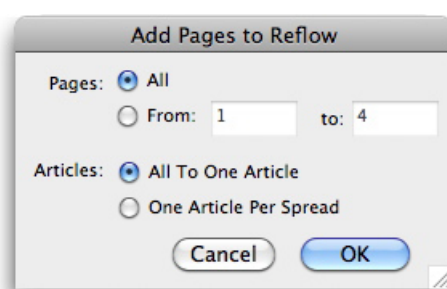 Add Pages to Reflow
Pages: All
From: 1 to: 4
Articles: All To One Article
One Article Per Spread
Cancel OK